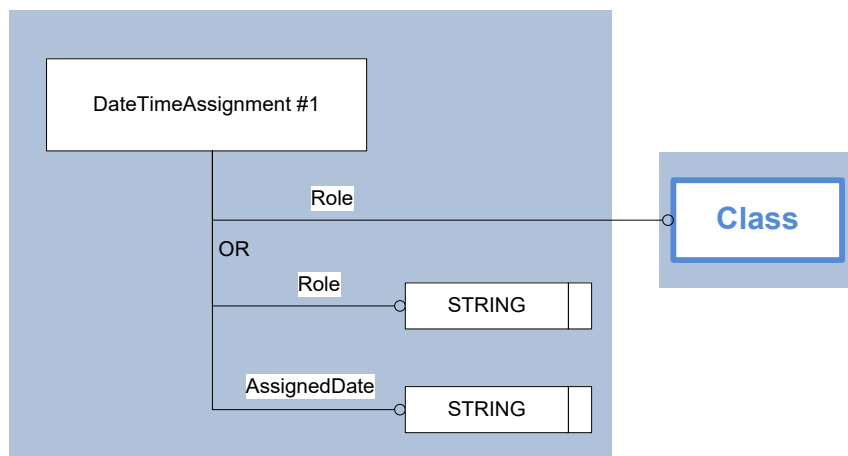 DateTimeAssignment #1
Role
Class
OR
Role
STRING
AssignedDate
STRING